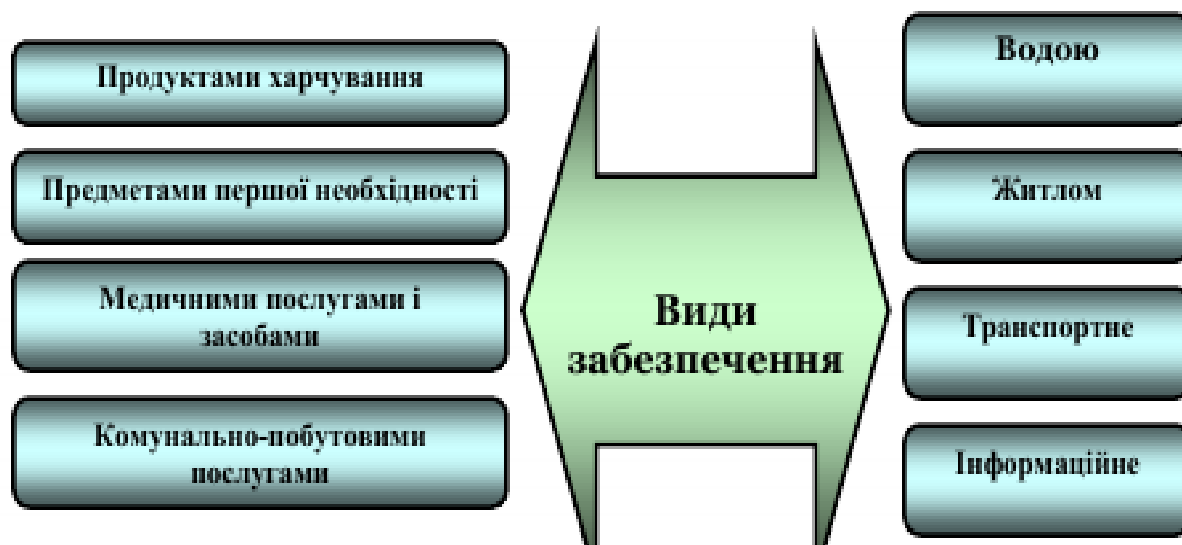 Продуктами харчування
Предметами першої необхідності
Медичними послугами і
засобами
Комунально-побутовими
послугами
Види
забезпечення
Водою
Житлом
Транспортне
Інформаційне